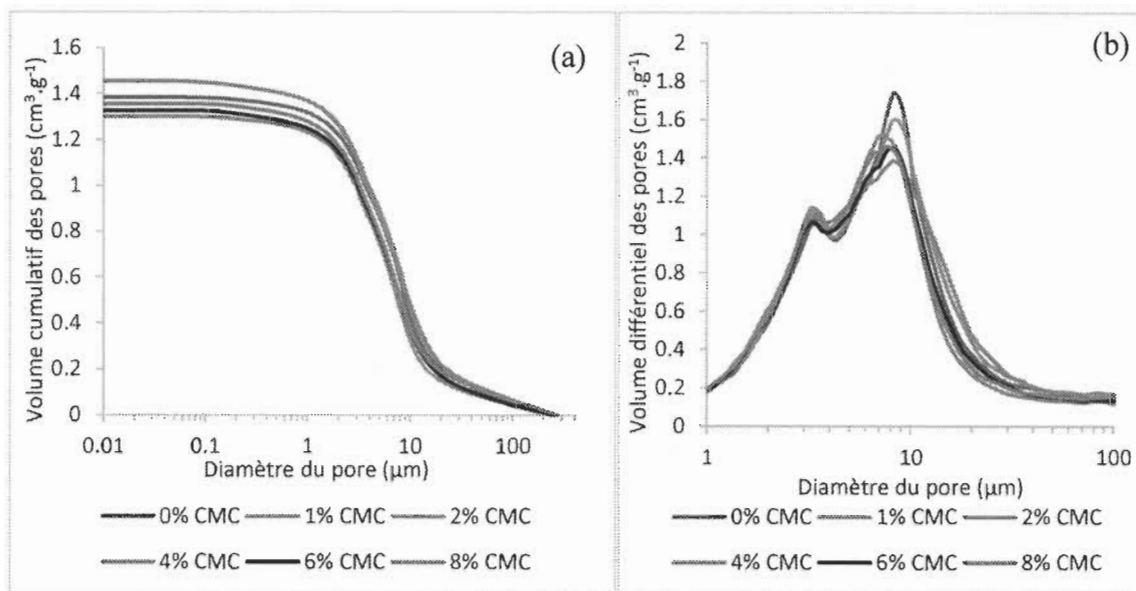 (a)
Volume cumulatif des pores (cm³.g⁻¹)
1.6
1.4
1.2
1
0.8
0.6
0.4
0.2
0
0.01 0.1 1 10 100
Diamètre du pore (µm)
0% CMC 1% CMC 2% CMC
4% CMC 6% CMC 8% CMC
(b)
Volume différentiel des pores (cm³.g⁻¹)
2
1.8
1.6
1.4
1.2
1
0.8
0.6
0.4
0.2
0
1 10 100
Diamètre du pore (µm)
0% CMC 1% CMC 2% CMC
4% CMC 6% CMC 8% CMC